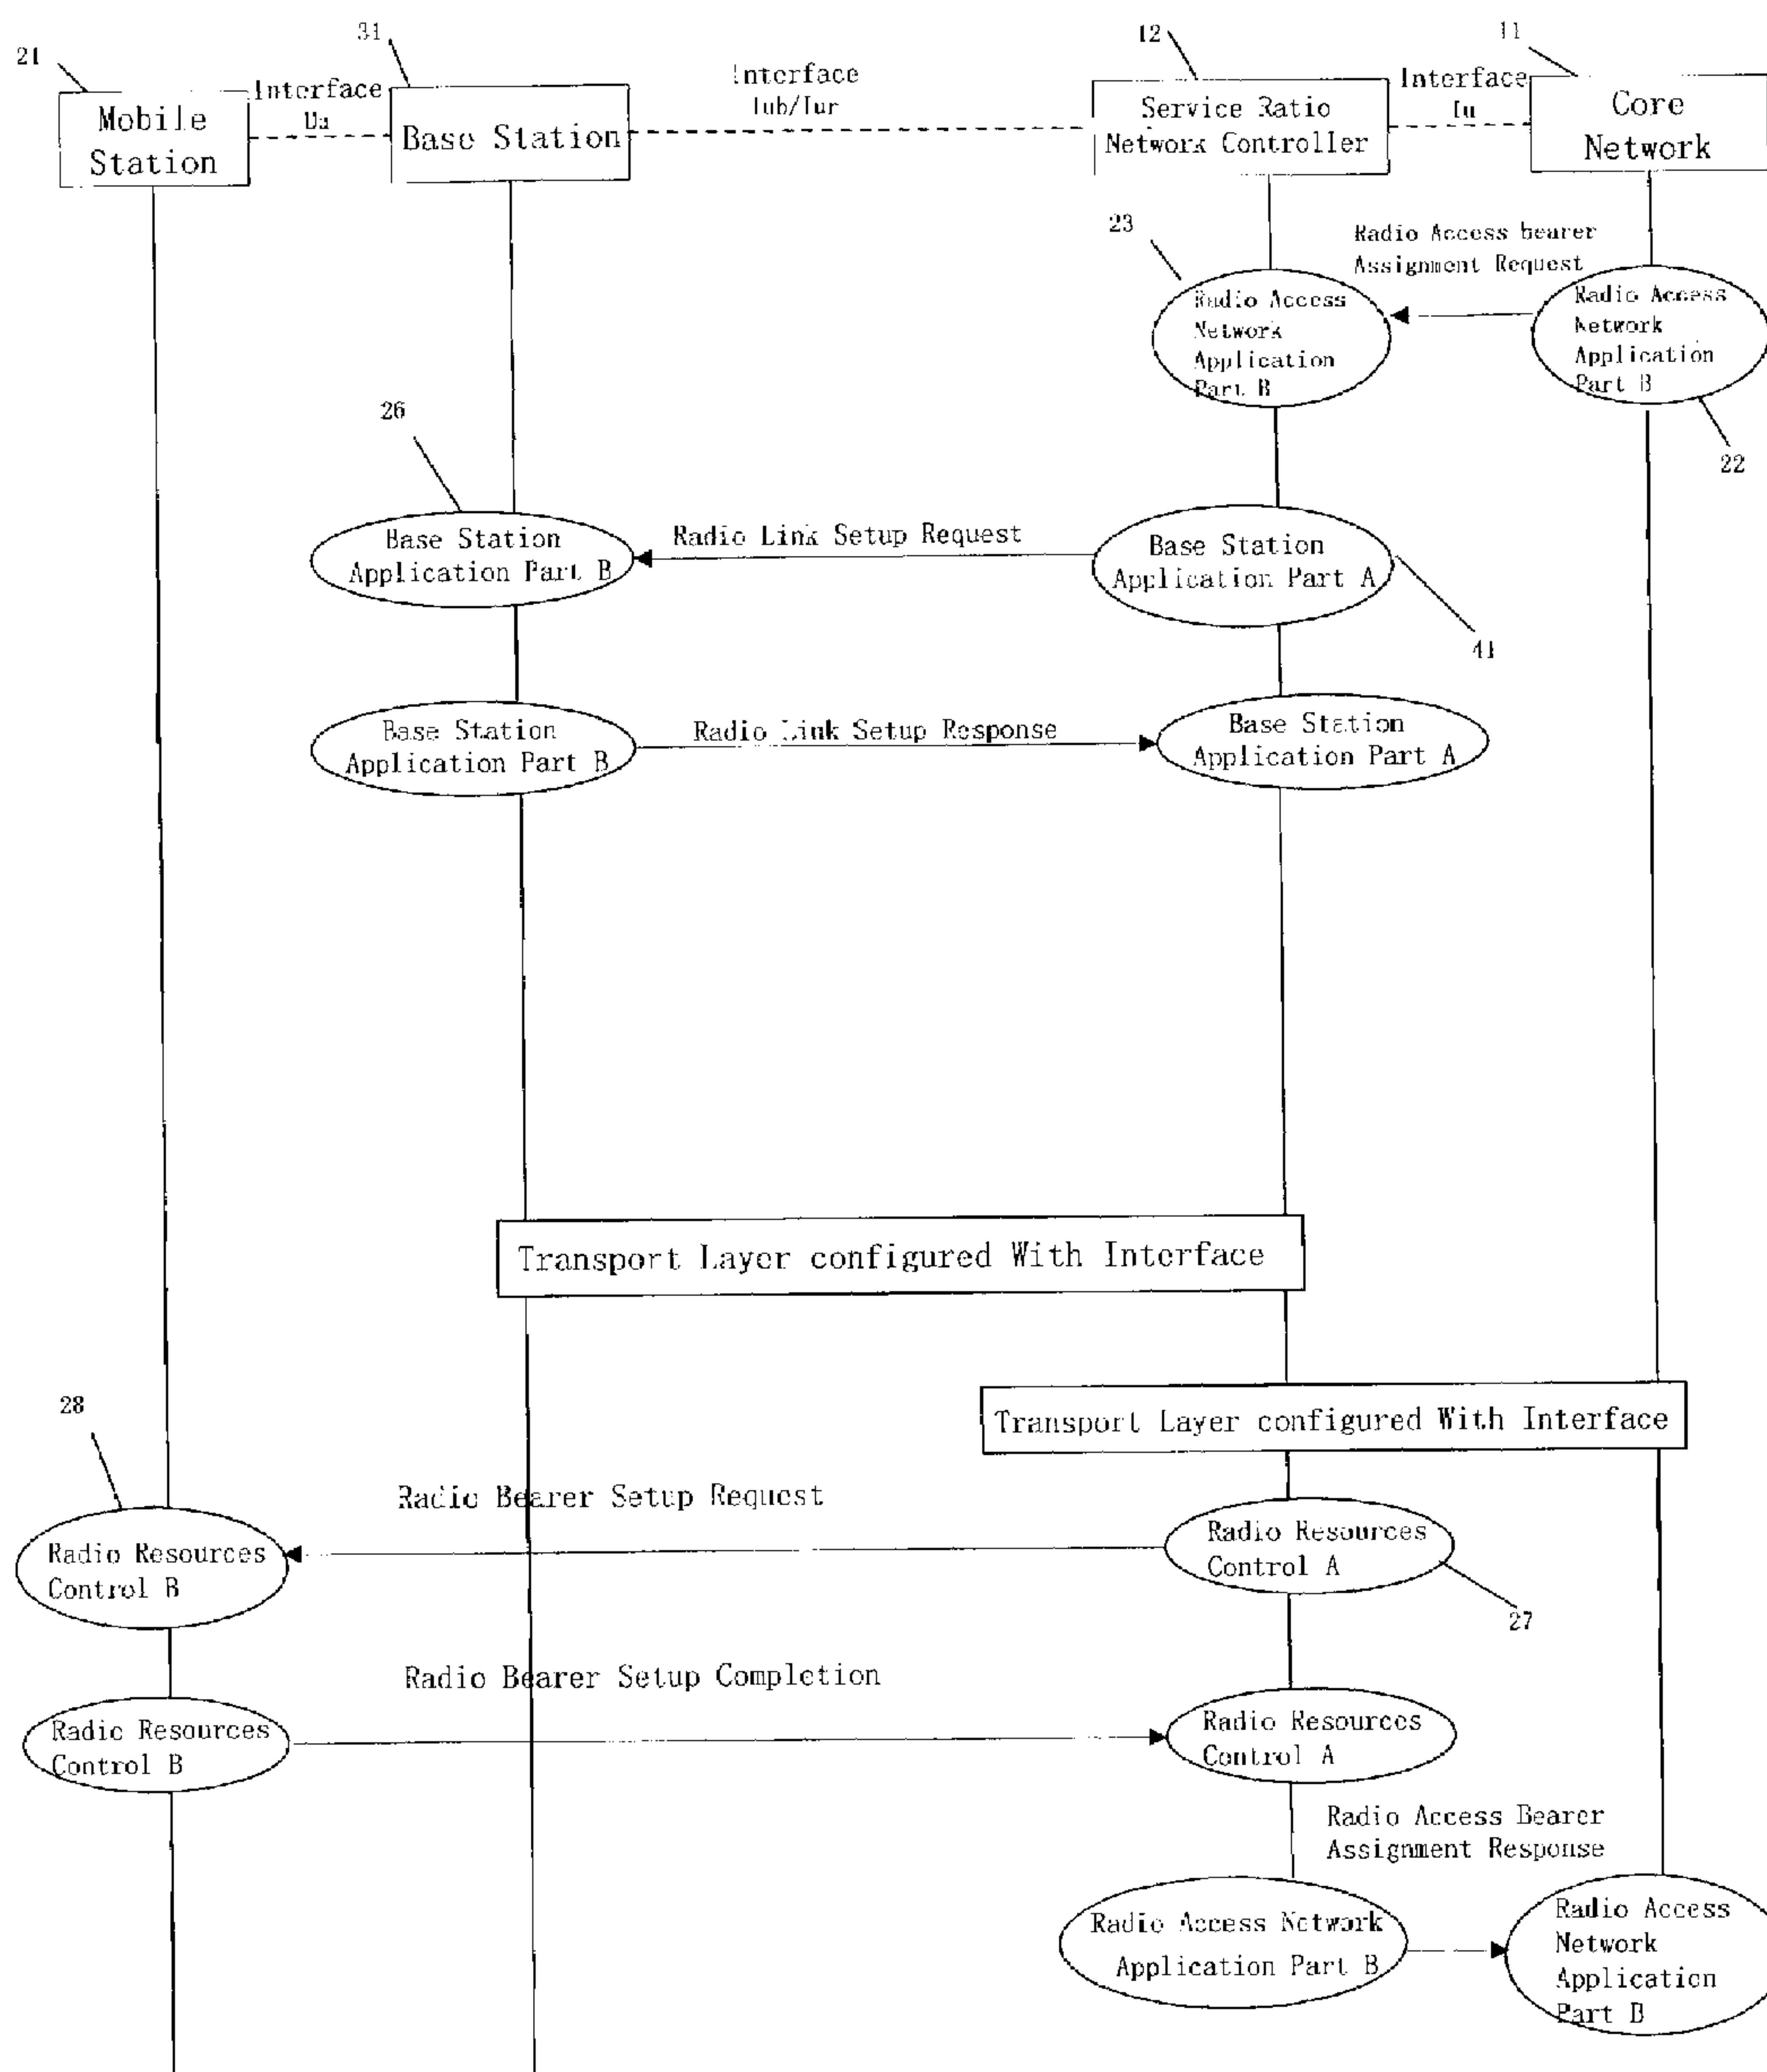 21
31
12
11
Mobile
Station
Interface
Uu
Base Station
Interface
Iub/Iur
Service Ratio
Network Controller
Interface
Iu
Core
Network
23
Radio Access bearer
Assignment Request
Radio Access
Network
Application
Part B
Radio Access
Network
Application
Part B
22
26
Base Station
Application Part B
Radio Link Setup Request
Base Station
Application Part A
41
Base Station
Application Part B
Radio Link Setup Response
Base Station
Application Part A
Transport Layer configured With Interface
Transport Layer configured With Interface
28
Radio Bearer Setup Request
Radio Resources
Control B
Radio Resources
Control A
27
Radio Bearer Setup Completion
Radio Resources
Control B
Radio Resources
Control A
Radio Access Bearer
Assignment Response
Radio Access Network
Application Part B
Radio Access
Network
Application
Part B